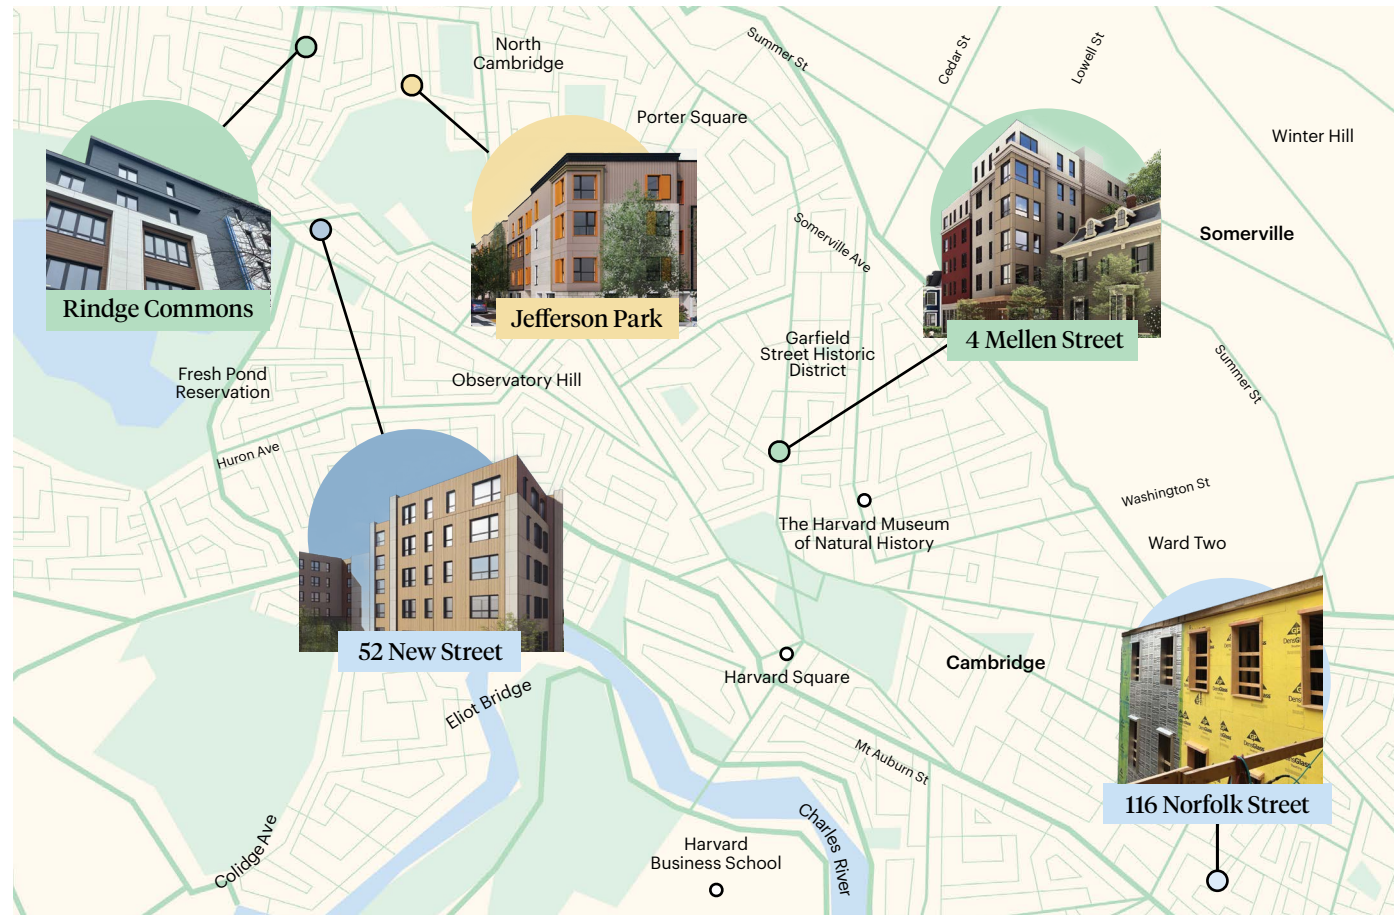 North
Cambridge
Summer St
Cedar St
Lowell St
Porter Square
Winter Hill
Somerville Ave
Somerville
Rindge Commons
Jefferson Park
4 Mellen Street
Garfield
Street Historic
District
Fresh Pond
Reservation
Observatory Hill
Summer St
Huron Ave
Washington St
The Harvard Museum
of Natural History
Ward Two
52 New Street
Harvard Square
Cambridge
Eliot Bridge
Mt Auburn St
GP
DensGlass
116 Norfolk Street
Charles River
Colidge Ave
Harvard
Business School